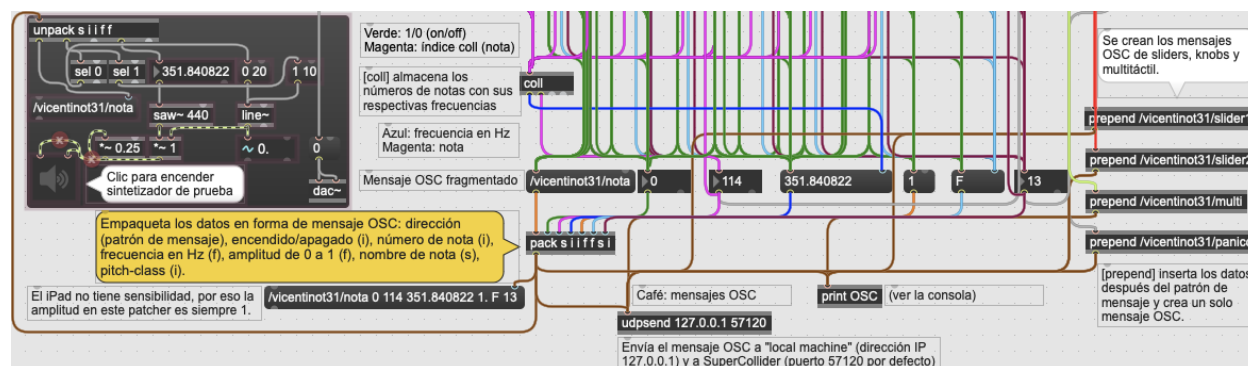 unpack s i i f f
sel 0
sel 1
351.840822
0 20
1 10
/vicentinot31/nota
saw~ 440
line~
*~ 0.25
*~ 1
0.
0
dac~
Clic para encender
sintetizador de prueba
Verde: 1/0 (on/off)
Magenta: índice coll (nota)
[coll] almacena los
números de notas con sus
respectivas frecuencias
coll
Azul: frecuencia en Hz
Magenta: nota
Mensaje OSC fragmentado
/vicentinot31/nota
0
114
351.840822
1
F
13
Empaqueta los datos en forma de mensaje OSC: dirección
(patrón de mensaje), encendido/apagado (i), número de nota (i),
frecuencia en Hz (f), amplitud de 0 a 1 (f), nombre de nota (s),
pitch-class (i).
pack s i i f f s i
El iPad no tiene sensibilidad, por eso la
amplitud en este patcher es siempre 1.
/vicentinot31/nota 0 114 351.840822 1. F 13
Café: mensajes OSC
print OSC
(ver la consola)
udpsend 127.0.0.1 57120
Envía el mensaje OSC a "local machine" (dirección IP
127.0.0.1) y a SuperCollider (puerto 57120 por defecto)
Se crean los mensajes
OSC de sliders, knobs y
multitáctil.
prepend /vicentinot31/slider1
prepend /vicentinot31/slider2
prepend /vicentinot31/multi
prepend /vicentinot31/panico
[prepend] inserta los datos
después del patrón de
mensaje y crea un solo
mensaje OSC.